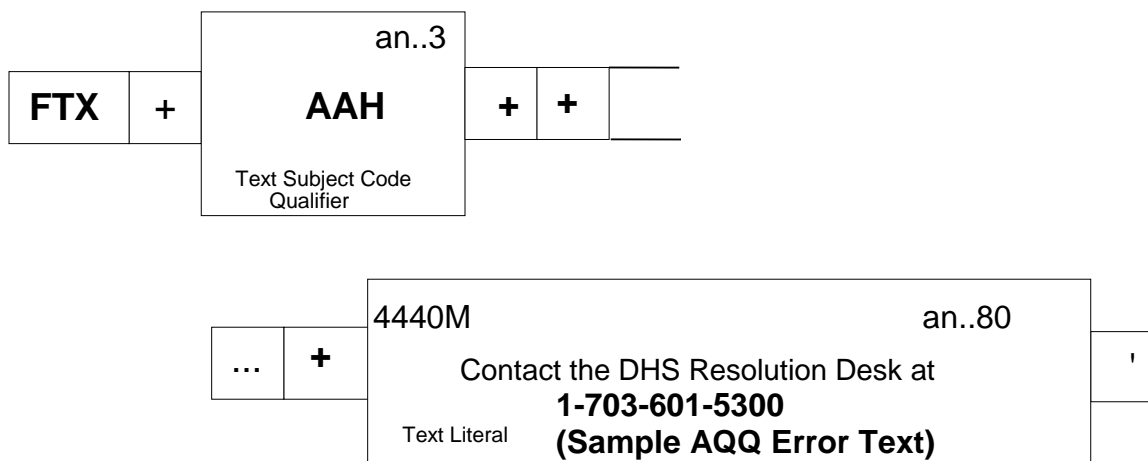 an..3
FTX + AAH + +
Text Subject Code
Qualifier
4440M an..80
... + Contact the DHS Resolution Desk at '
1-703-601-5300
Text Literal (Sample AQQ Error Text)